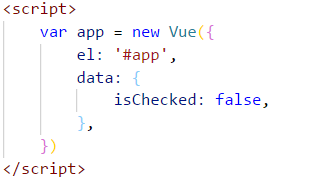 <script>
    var app = new Vue({
        el: '#app',
        data: {
            isChecked: false,
        },
    })
</script>